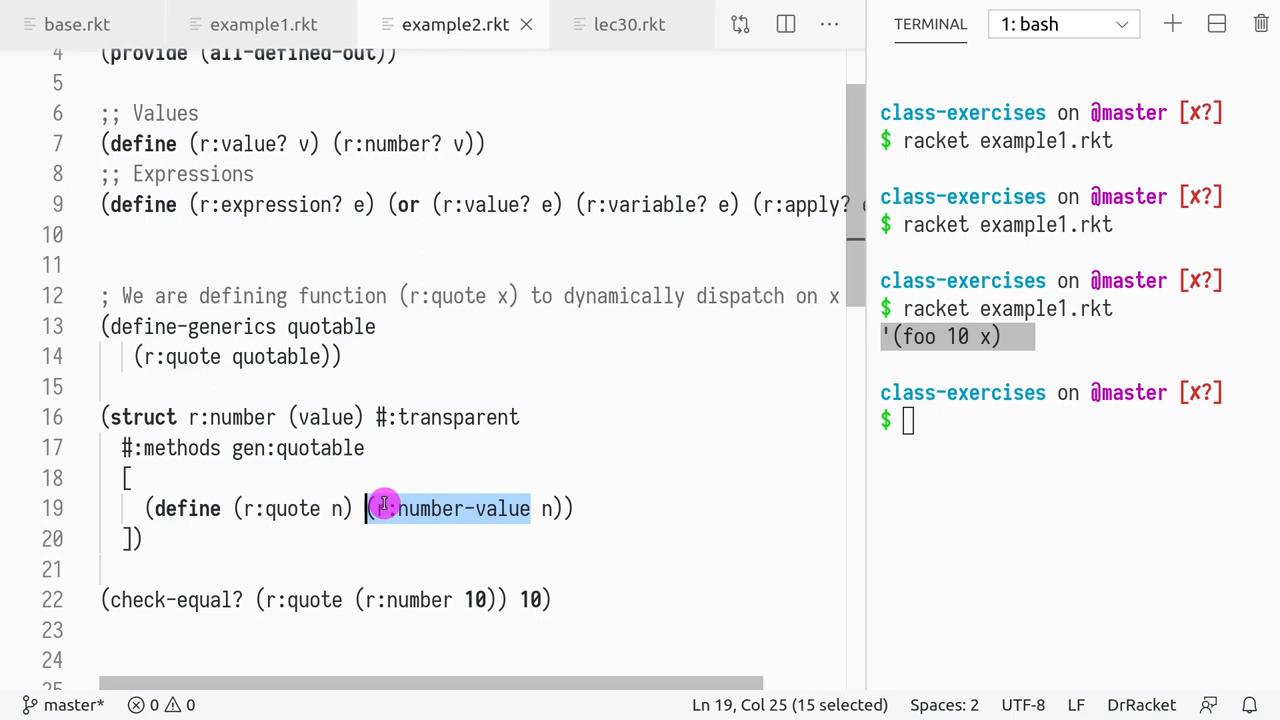 base.rkt example1.rkt example2.rkt lec30.rkt ···
4 (provide (all-defined-out))
5
6 ;; Values
7 (define (r:value? v) (r:number? v))
8 ;; Expressions
9 (define (r:expression? e) (or (r:value? e) (r:variable? e) (r:apply? e
10
11
12 ; We are defining function (r:quote x) to dynamically dispatch on x
13 (define-generics quotable
14 (r:quote quotable))
15
16 (struct r:number (value) #:transparent
17 #:methods gen:quotable
18 [
19 (define (r:quote n) (r:number-value n))
20 ])
21
22 (check-equal? (r:quote (r:number 10)) 10)
23
24
25
TERMINAL 1: bash
class-exercises on @master [✘?]
$ racket example1.rkt
class-exercises on @master [✘?]
$ racket example1.rkt
class-exercises on @master [✘?]
$ racket example1.rkt
'(foo 10 x)
class-exercises on @master [✘?]
$
master* 0 0 Ln 19, Col 25 (15 selected) Spaces: 2 UTF-8 LF DrRacket